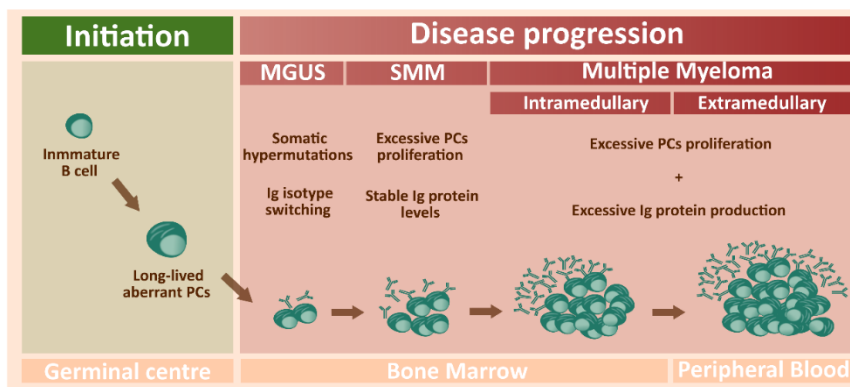 Initiation
Disease progression
MGUS
SMM
Multiple Myeloma
Intramedullary
Extramedullary
Inmmature
B cell
Long-lived
aberrant PCs
Somatic
hypermutations
Ig isotype
switching
Excessive PCs
proliferation
Stable Ig protein
levels
Excessive PCs proliferation
+
Excessive Ig protein production
Germinal centre
Bone Marrow
Peripheral Blood